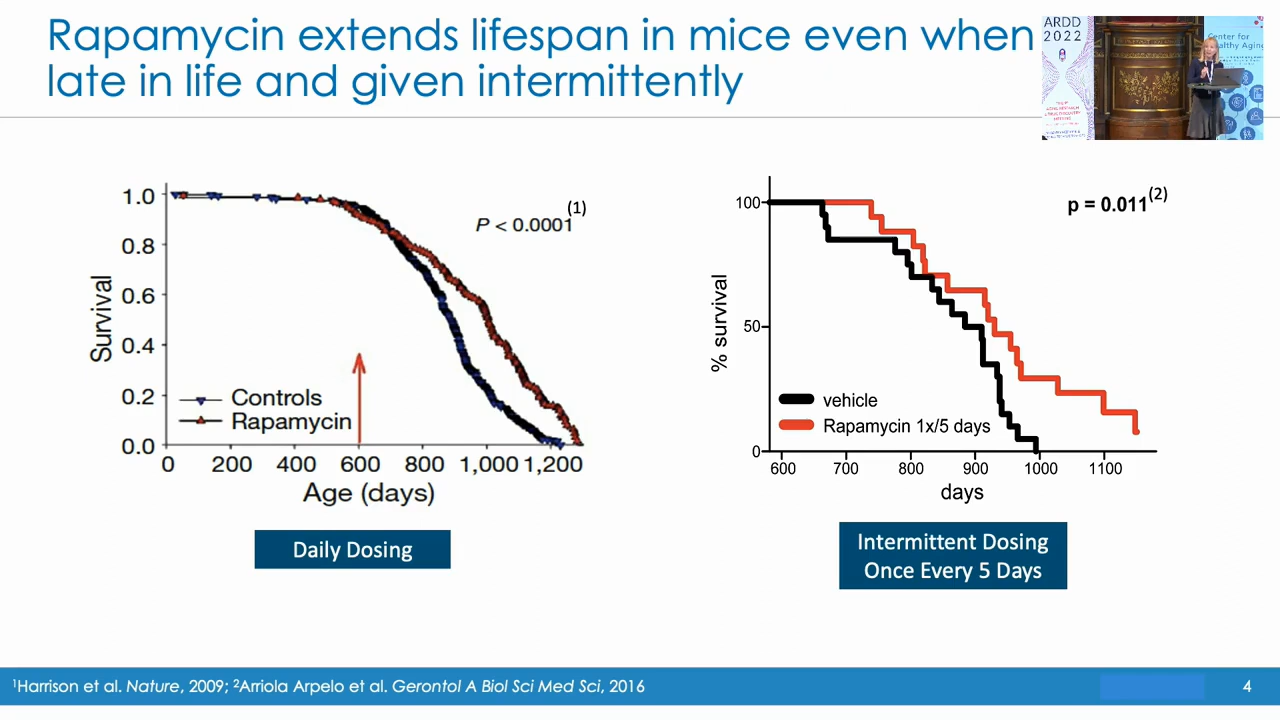 Rapamycin extends lifespan in mice even when
late in life and given intermittently
ARDD
2022
Center for
Healthy Aging
1.0
0.8
0.6
0.4
0.2
0.0
Survival
P < 0.0001(1)
Controls
Rapamycin
0 200 400 600 800 1,000 1,200
Age (days)
Daily Dosing
100
50
0
% survival
p = 0.011(2)
vehicle
Rapamycin 1x/5 days
600 700 800 900 1000 1100
days
Intermittent Dosing
Once Every 5 Days
¹Harrison et al. Nature, 2009; ²Arriola Arpelo et al. Gerontol A Biol Sci Med Sci, 2016
4